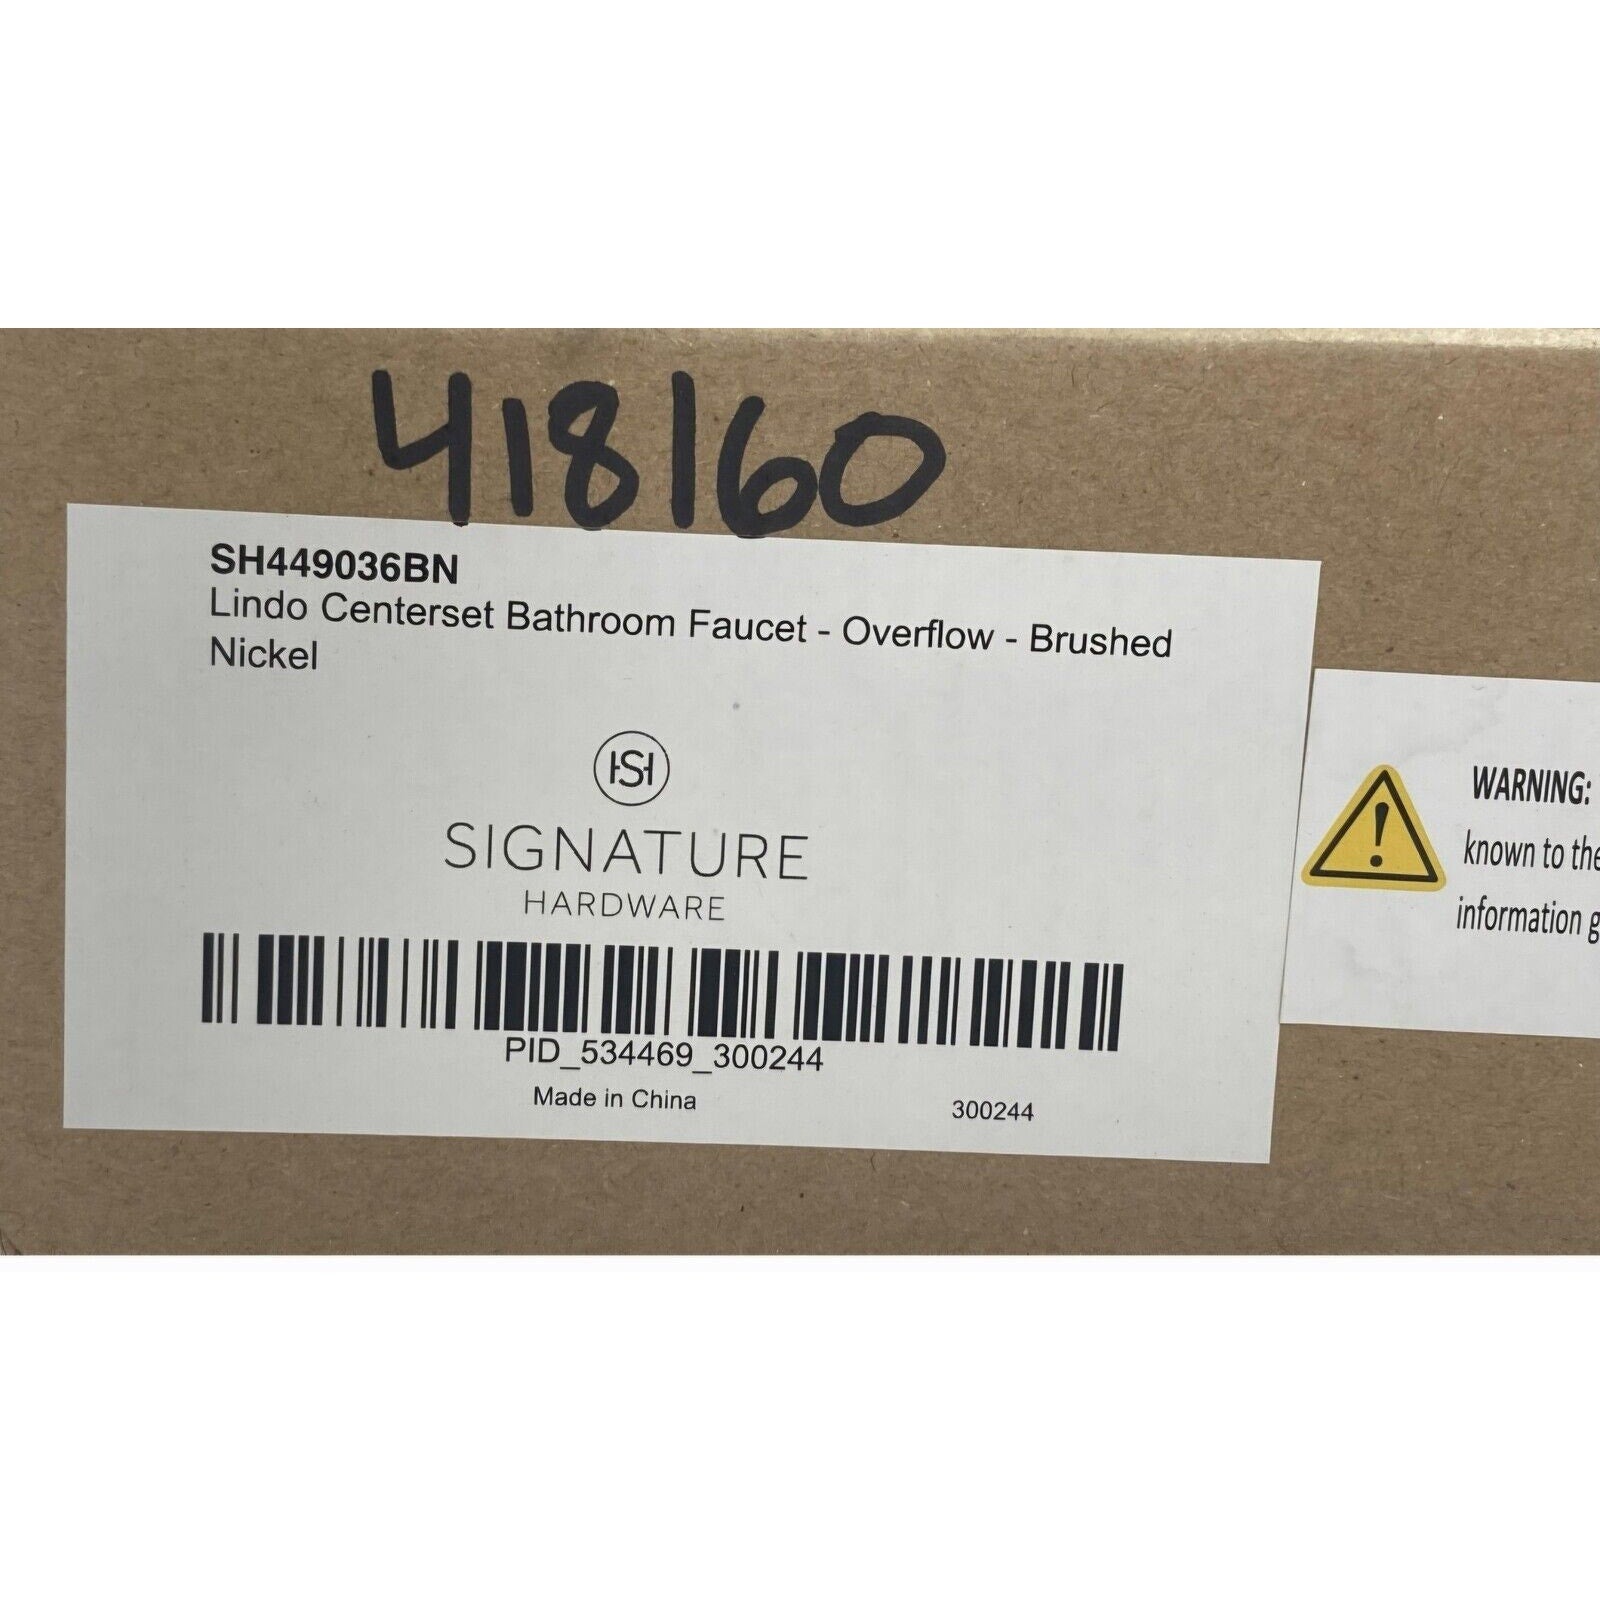 418160
SH449036BN
Lindo Centerset Bathroom Faucet - Overflow - Brushed
Nickel
SH
SIGNATURE
HARDWARE
PID_534469_300244
Made in China
300244
WARNING:
known to the
information